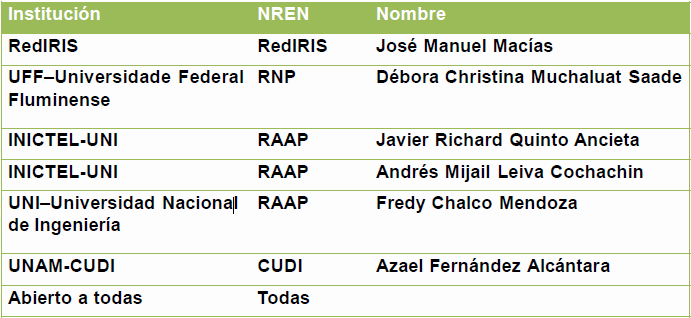 Institución NREN Nombre
RedIRIS RedIRIS José Manuel Macías
UFF–Universidade Federal RNP Débora Christina Muchaluat Saade
Fluminense
INICTEL-UNI RAAP Javier Richard Quinto Ancieta
INICTEL-UNI RAAP Andrés Mijail Leiva Cochachin
UNI–Universidad Nacional RAAP Fredy Chalco Mendoza
de Ingeniería
UNAM-CUDI CUDI Azael Fernández Alcántara
Abierto a todas Todas